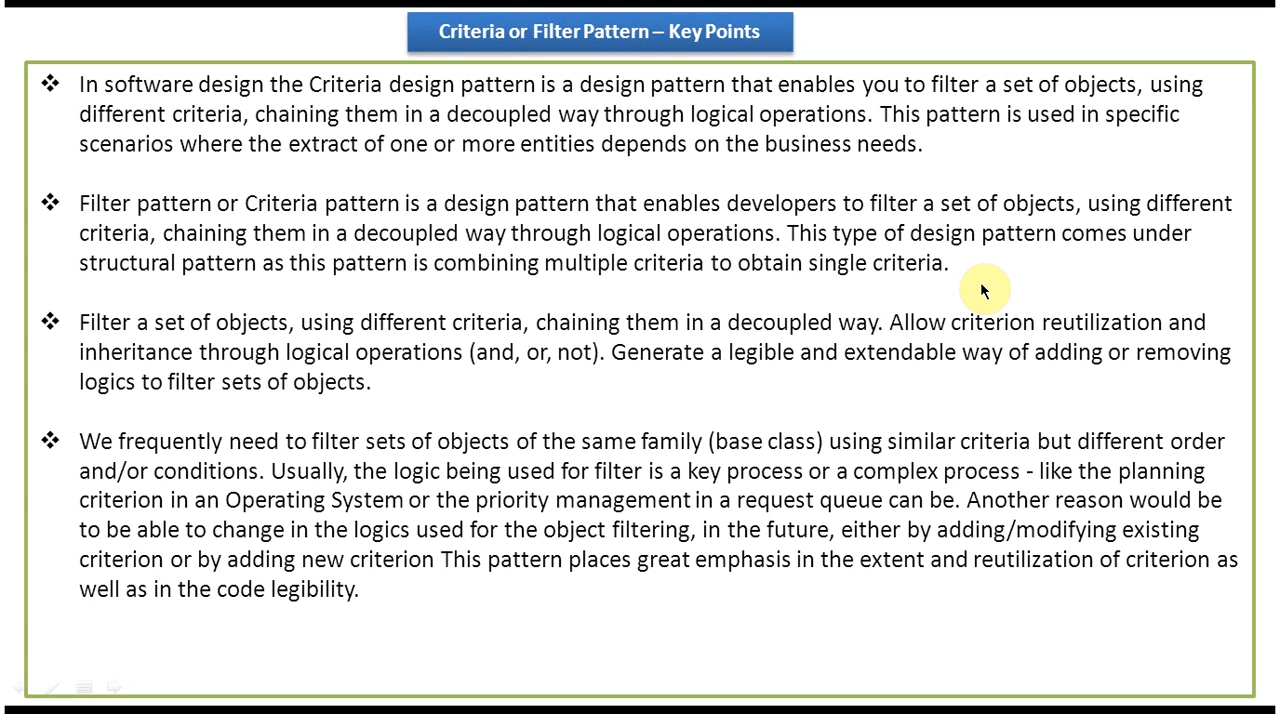 Criteria or Filter Pattern – Key Points
❖ In software design the Criteria design pattern is a design pattern that enables you to filter a set of objects, using
different criteria, chaining them in a decoupled way through logical operations. This pattern is used in specific
scenarios where the extract of one or more entities depends on the business needs.
❖ Filter pattern or Criteria pattern is a design pattern that enables developers to filter a set of objects, using different
criteria, chaining them in a decoupled way through logical operations. This type of design pattern comes under
structural pattern as this pattern is combining multiple criteria to obtain single criteria.
❖ Filter a set of objects, using different criteria, chaining them in a decoupled way. Allow criterion reutilization and
inheritance through logical operations (and, or, not). Generate a legible and extendable way of adding or removing
logics to filter sets of objects.
❖ We frequently need to filter sets of objects of the same family (base class) using similar criteria but different order
and/or conditions. Usually, the logic being used for filter is a key process or a complex process - like the planning
criterion in an Operating System or the priority management in a request queue can be. Another reason would be
to be able to change in the logics used for the object filtering, in the future, either by adding/modifying existing
criterion or by adding new criterion This pattern places great emphasis in the extent and reutilization of criterion as
well as in the code legibility.